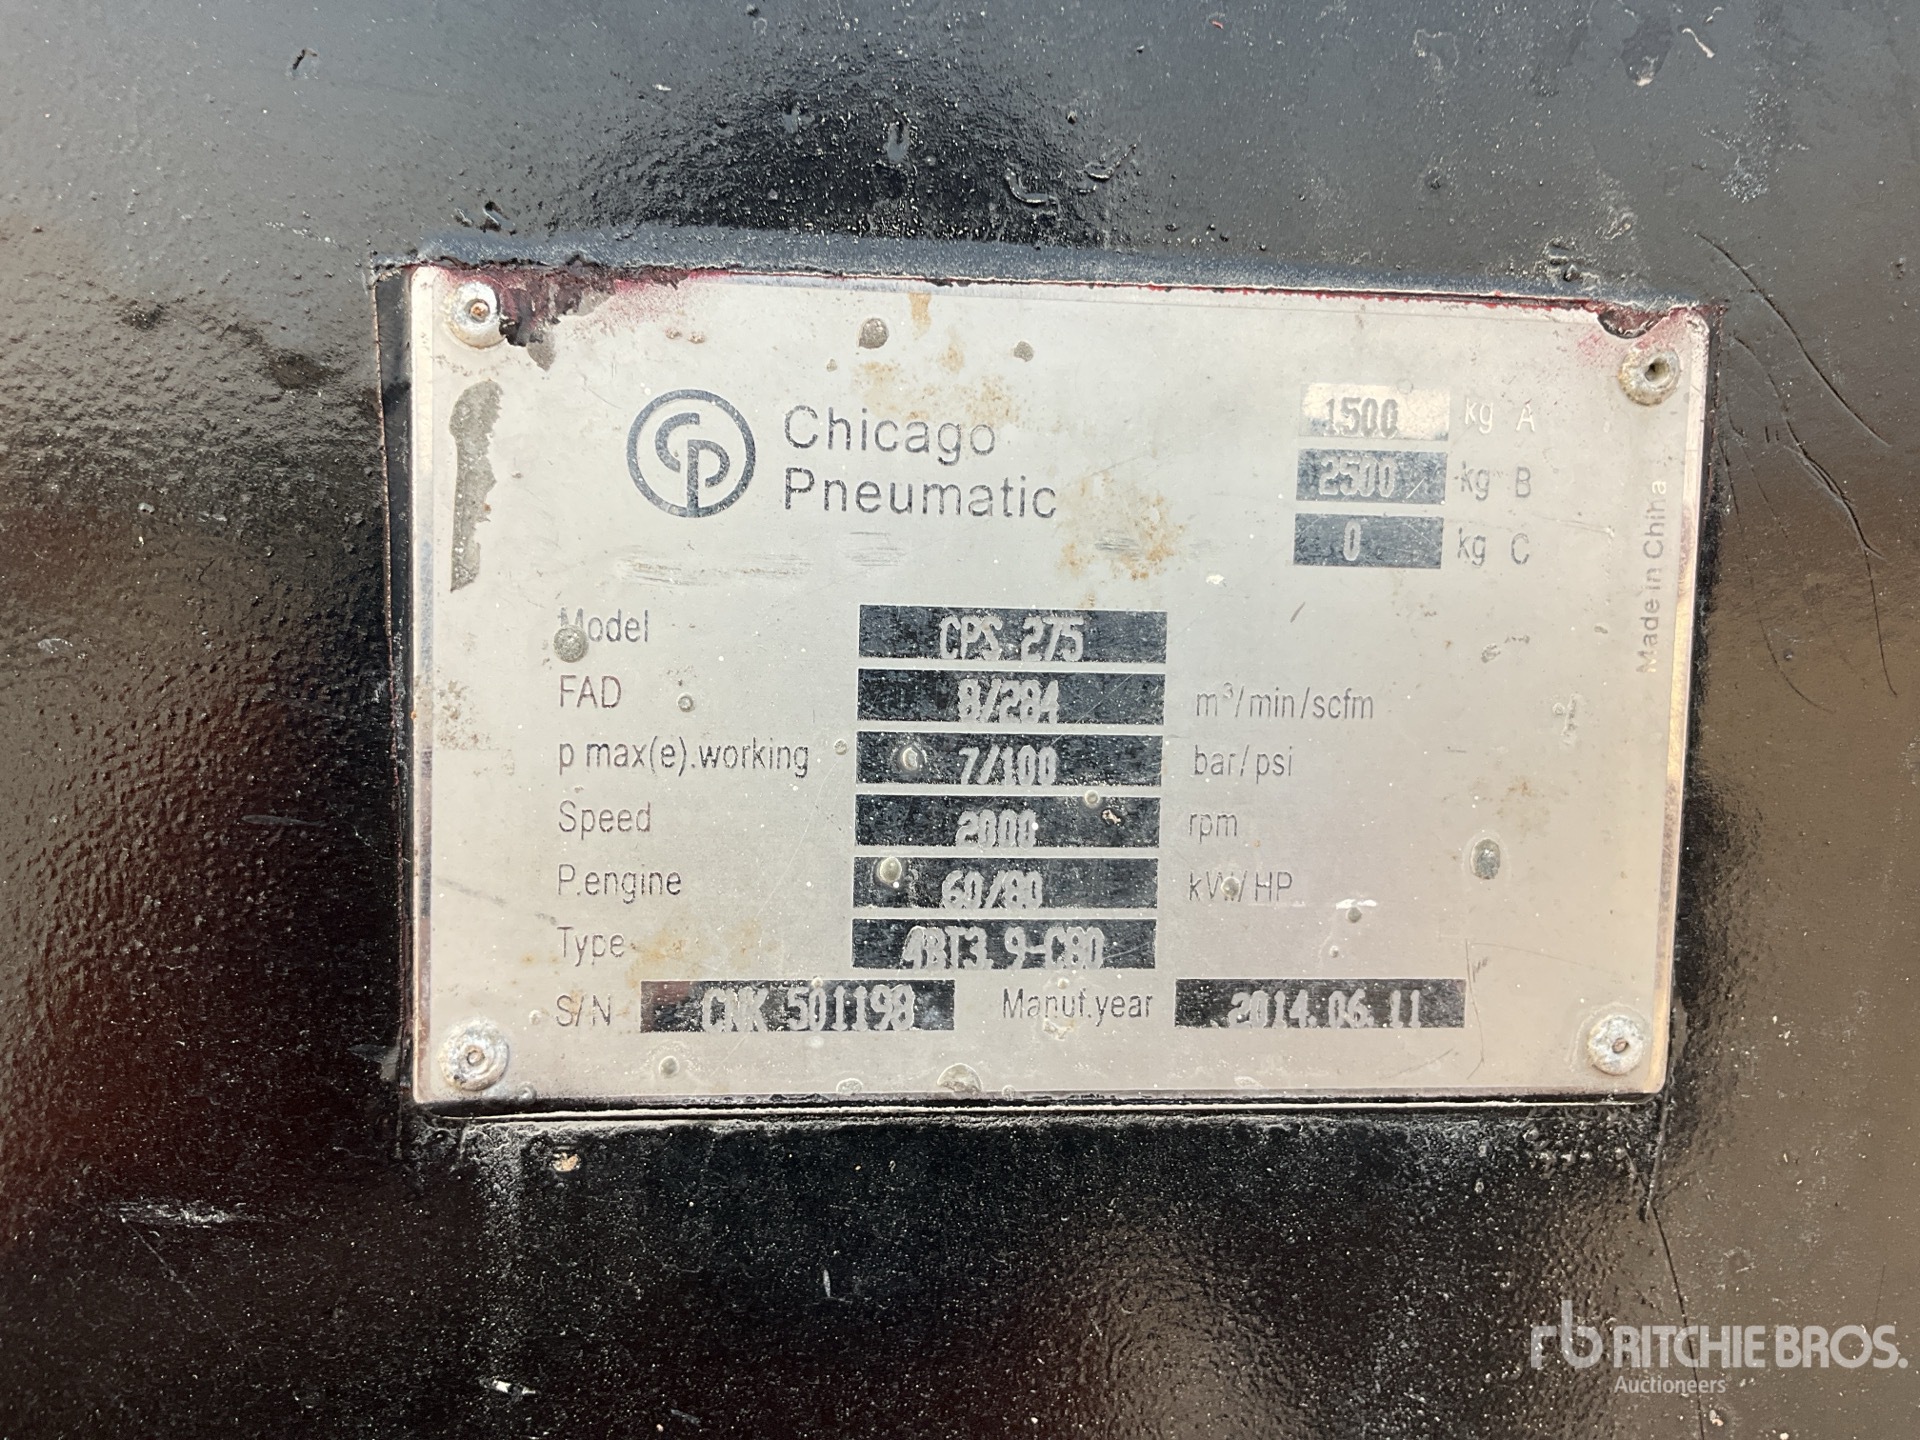 Chicago
Pneumatic
1500 kg A
2500 kg B
0 kg C
Made in China
Model CPS 275
FAD 8/284 m³/min/scfm
p max(e).working 7/100 bar/psi
Speed 2000 rpm
P.engine 60/80 kW/HP
Type 4BT3.9-C80
S/N CNK 501198 Manuf.year 2014.06.11
rb RITCHIE BROS.
Auctioneers